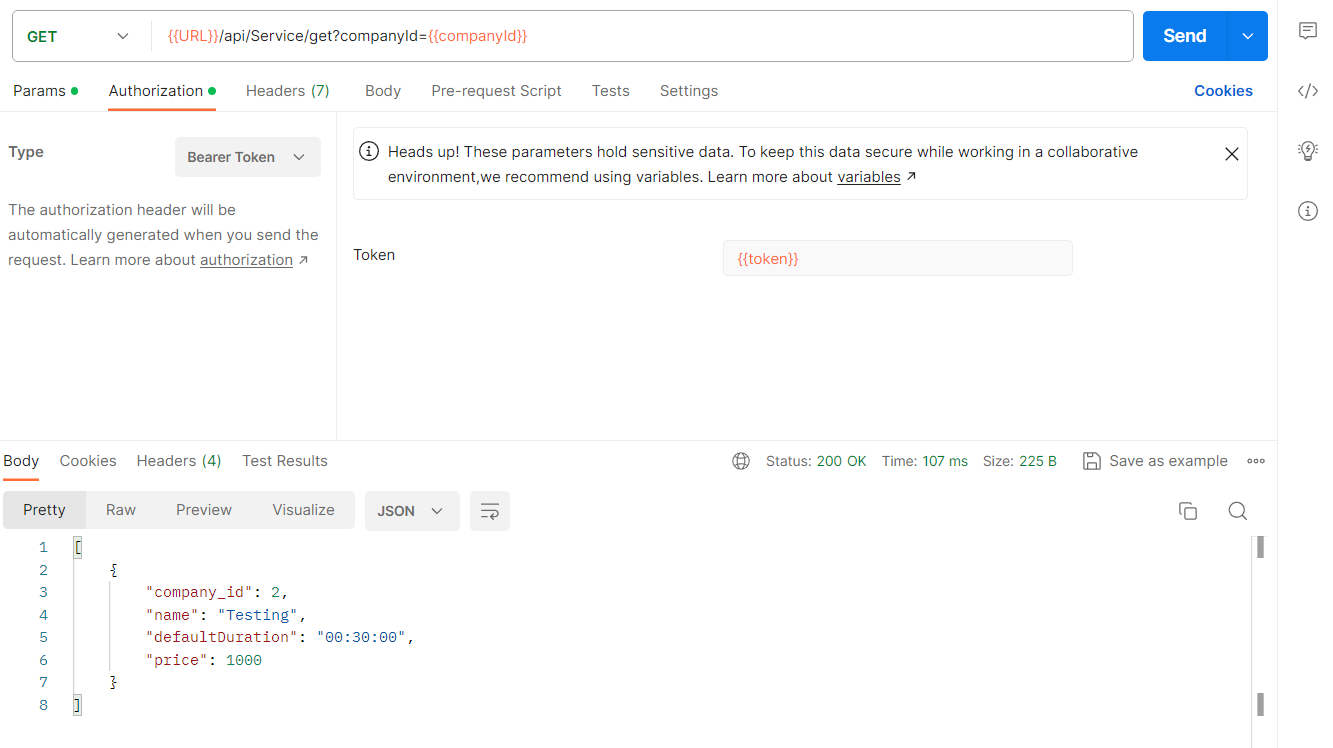 GET {{URL}}/api/Service/get?companyId={{companyId}} Send
Params Authorization Headers (7) Body Pre-request Script Tests Settings Cookies
Type Bearer Token
The authorization header will be
automatically generated when you send the
request. Learn more about authorization ↗
Heads up! These parameters hold sensitive data. To keep this data secure while working in a collaborative
environment,we recommend using variables. Learn more about variables ↗
Token {{token}}
Body Cookies Headers (4) Test Results Status: 200 OK Time: 107 ms Size: 225 B Save as example
Pretty Raw Preview Visualize JSON
1 [
2 {
3 "company_id": 2,
4 "name": "Testing",
5 "defaultDuration": "00:30:00",
6 "price": 1000
7 }
8 ]